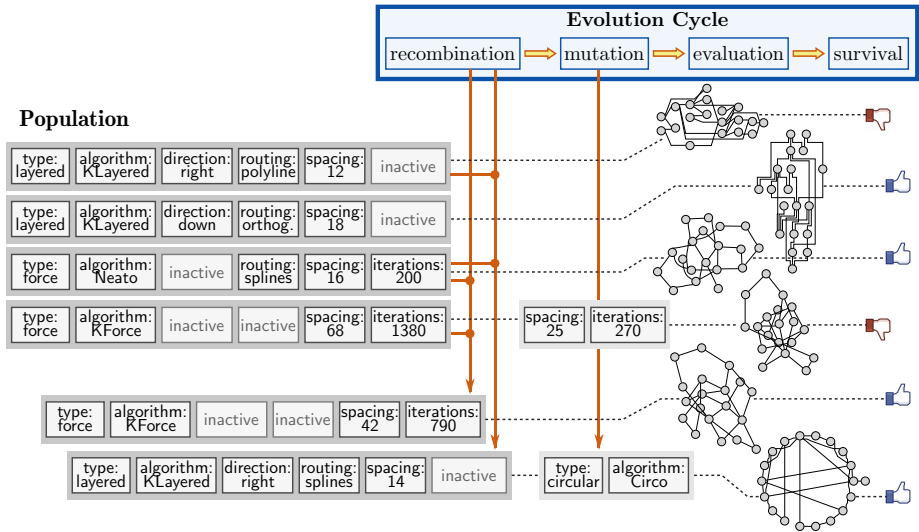 Evolution Cycle
recombination mutation evaluation survival
Population
type: algorithm: direction: routing: spacing: inactive
layered KLayered right polyline 12
type: algorithm: direction: routing: spacing: inactive
layered KLayered down orthog. 18
type: algorithm: inactive routing: spacing: iterations:
force Neato splines 16 200
type: algorithm: inactive inactive spacing: iterations:
force KForce 68 1380
spacing: iterations:
25 270
type: algorithm: inactive inactive spacing: iterations:
force KForce 42 790
type: algorithm: direction: routing: spacing: inactive
layered KLayered right splines 14
type: algorithm:
circular Circo